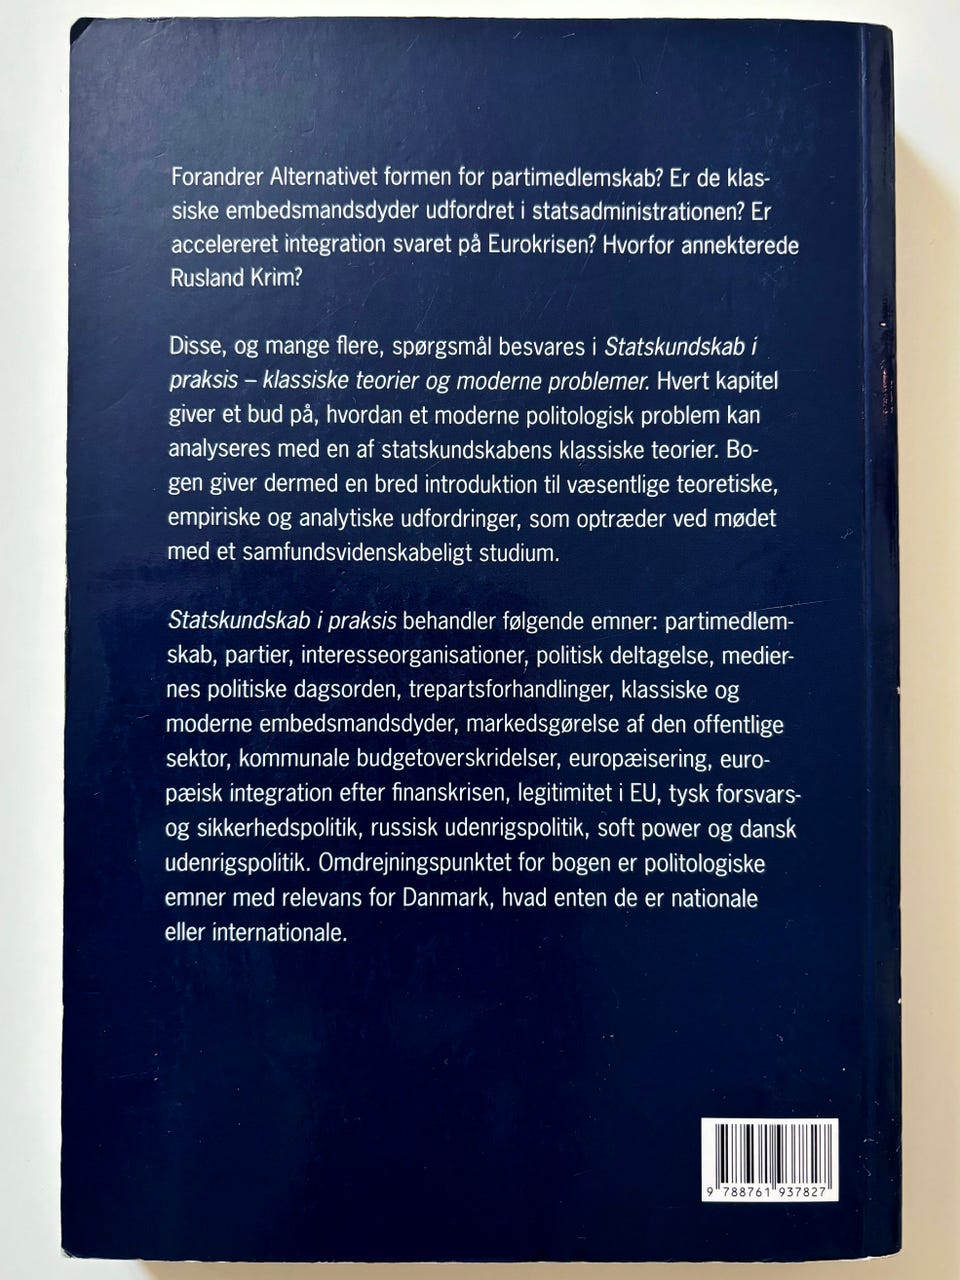 Forandrer Alternativet formen for partimedlemskab? Er de klas-
siske embedsmandsdyder udfordret i statsadministrationen? Er
accelereret integration svaret på Eurokrisen? Hvorfor annekterede
Rusland Krim?
Disse, og mange flere, spørgsmål besvares i Statskundskab i
praksis – klassiske teorier og moderne problemer. Hvert kapitel
giver et bud på, hvordan et moderne politologisk problem kan
analyseres med en af statskundskabens klassiske teorier. Bo-
gen giver dermed en bred introduktion til væsentlige teoretiske,
empiriske og analytiske udfordringer, som optræder ved mødet
med et samfundsvidenskabeligt studium.
Statskundskab i praksis behandler følgende emner: partimedlem-
skab, partier, interesseorganisationer, politisk deltagelse, medier-
nes politiske dagsorden, trepartsforhandlinger, klassiske og
moderne embedsmandsdyder, markedsgørelse af den offentlige
sektor, kommunale budgetoverskridelser, europæisering, euro-
pæisk integration efter finanskrisen, legitimitet i EU, tysk forsvars-
og sikkerhedspolitik, russisk udenrigspolitik, soft power og dansk
udenrigspolitik. Omdrejningspunktet for bogen er politologiske
emner med relevans for Danmark, hvad enten de er nationale
eller internationale.
9 788761 937827